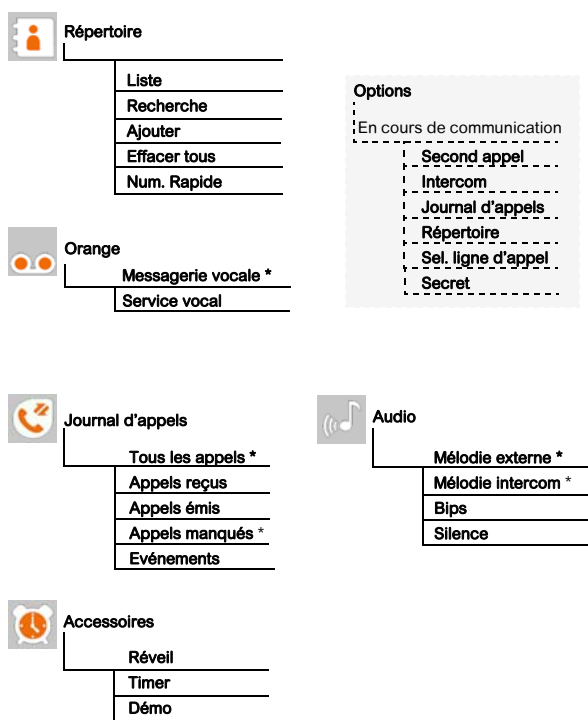 Répertoire
Liste
Recherche
Ajouter
Effacer tous
Num. Rapide
Options
En cours de communication
Second appel
Intercom
Journal d'appels
Répertoire
Sel. ligne d'appel
Secret
Orange
Messagerie vocale *
Service vocal
Journal d'appels
Tous les appels *
Appels reçus
Appels émis
Appels manqués *
Evénements
Audio
Mélodie externe *
Mélodie intercom *
Bips
Silence
Accessoires
Réveil
Timer
Démo